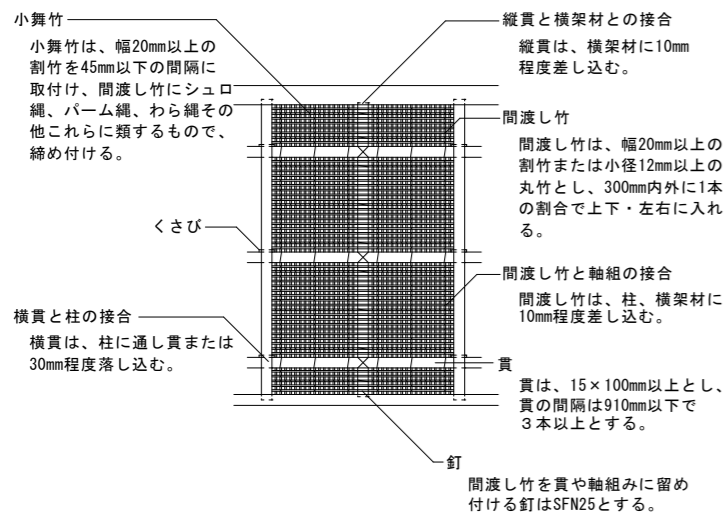 小舞竹
小舞竹は、幅20mm以上の
割竹を45mm以下の間隔に
取付け、間渡し竹にシュロ
縄、パーム縄、わら縄その
他これらに類するもので、
締め付ける。
くさび
横貫と柱の接合
横貫は、柱に通し貫または
30mm程度落し込む。
縦貫と横架材との接合
縦貫は、横架材に10mm
程度差し込む。
間渡し竹
間渡し竹は、幅20mm以上の
割竹または小径12mm以上の
丸竹とし、300mm内外に1本
の割合で上下・左右に入れ
る。
間渡し竹と軸組の接合
間渡し竹は、柱、横架材に
10mm程度差し込む。
貫
貫は、15×100mm以上とし、
貫の間隔は910mm以下で
３本以上とする。
釘
間渡し竹を貫や軸組みに留め
付ける釘はSFN25とする。